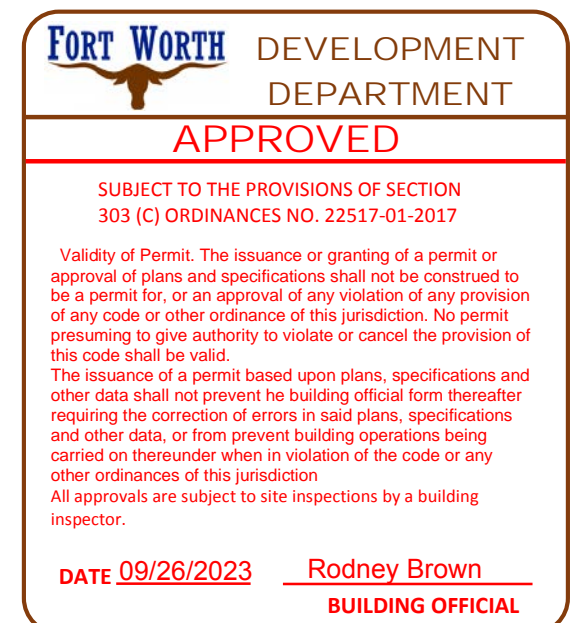 FORT WORTH
DEVELOPMENT
DEPARTMENT
APPROVED
SUBJECT TO THE PROVISIONS OF SECTION
303 (C) ORDINANCES NO. 22517-01-2017
Validity of Permit. The issuance or granting of a permit or
approval of plans and specifications shall not be construed to
be a permit for, or an approval of any violation of any provision
of any code or other ordinance of this jurisdiction. No permit
presuming to give authority to violate or cancel the provision of
this code shall be valid.
The issuance of a permit based upon plans, specifications and
other data shall not prevent he building official form thereafter
requiring the correction of errors in said plans, specifications
and other data, or from prevent building operations being
carried on thereunder when in violation of the code or any
other ordinances of this jurisdiction
All approvals are subject to site inspections by a building
inspector.
DATE 09/26/2023 Rodney Brown
BUILDING OFFICIAL